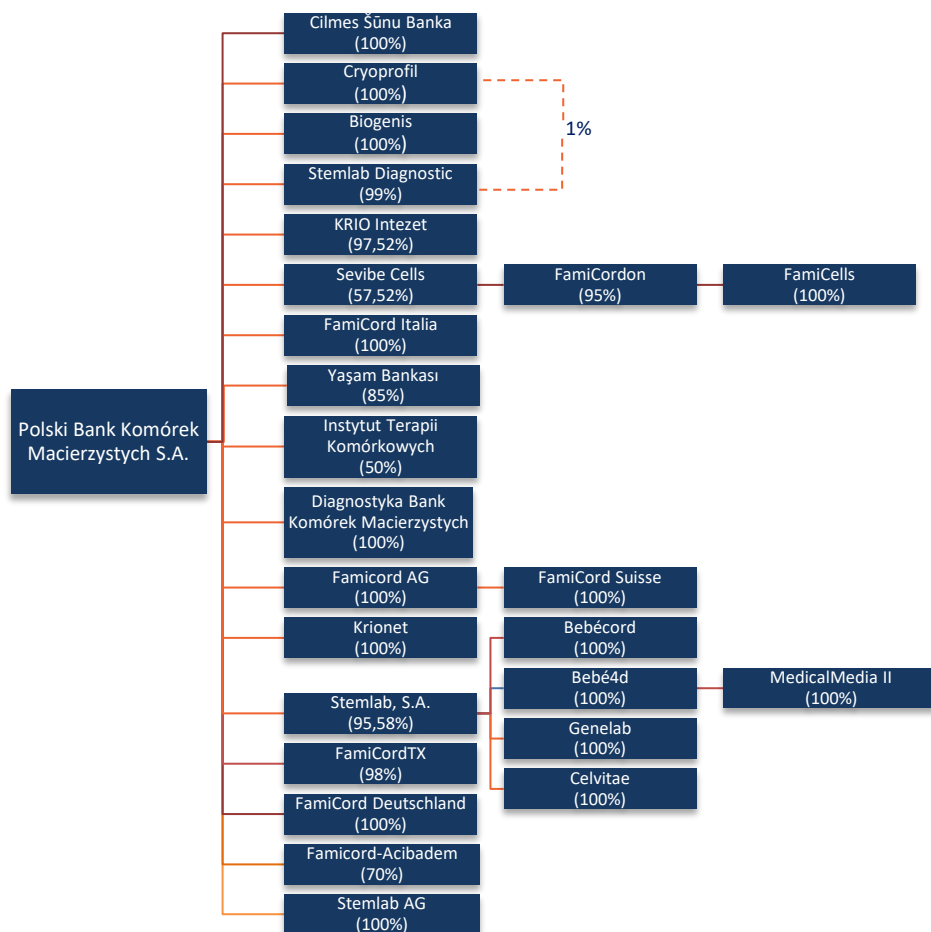 Cilmes Šūnu Banka
(100%)
Cryoprofil
(100%)
1%
Biogenis
(100%)
Stemlab Diagnostic
(99%)
KRIO Intezet
(97,52%)
Sevibe Cells
(57,52%)
FamiCordon
(95%)
FamiCells
(100%)
FamiCord Italia
(100%)
Yaşam Bankası
(85%)
Polski Bank Komórek
Macierzystych S.A.
Instytut Terapii
Komórkowych
(50%)
Diagnostyka Bank
Komórek Macierzystych
(100%)
Famicord AG
(100%)
FamiCord Suisse
(100%)
Krionet
(100%)
Bebécord
(100%)
Stemlab, S.A.
(95,58%)
Bebé4d
(100%)
MedicalMedia II
(100%)
Genelab
(100%)
FamiCordTX
(98%)
Celvitae
(100%)
FamiCord Deutschland
(100%)
Famicord-Acibadem
(70%)
Stemlab AG
(100%)